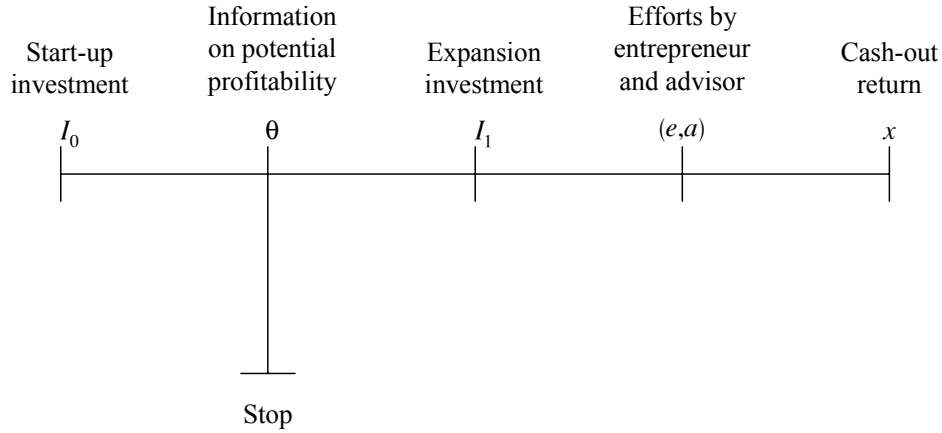 Start-up
investment
I₀
Information
on potential
profitability
θ
Expansion
investment
I₁
Efforts by
entrepreneur
and advisor
(e,a)
Cash-out
return
x
Stop